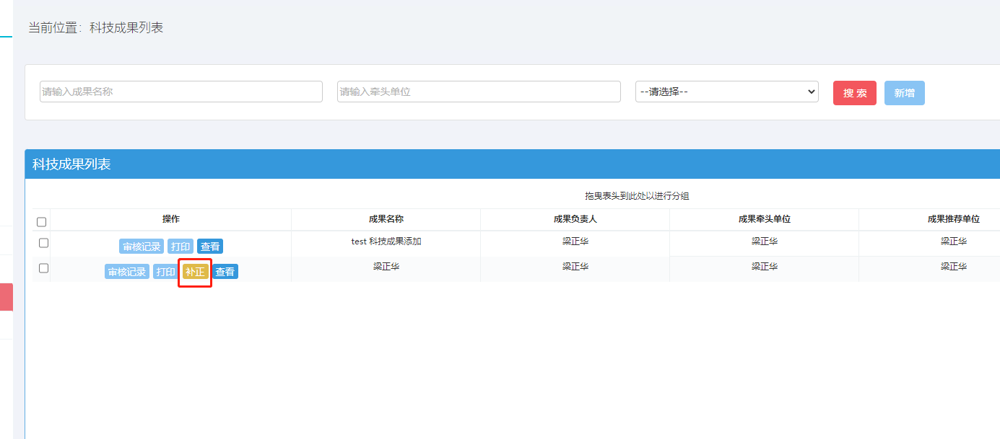 当前位置：科技成果列表
请输入成果名称 请输入牵头单位 --请选择-- 搜 索 新增
科技成果列表
拖曳表头到此处以进行分组
操作 成果名称 成果负责人 成果牵头单位 成果推荐单位
审核记录 打印 查看 test 科技成果添加 梁正华 梁正华 梁正华
审核记录 打印 补正 查看 梁正华 梁正华 梁正华 梁正华